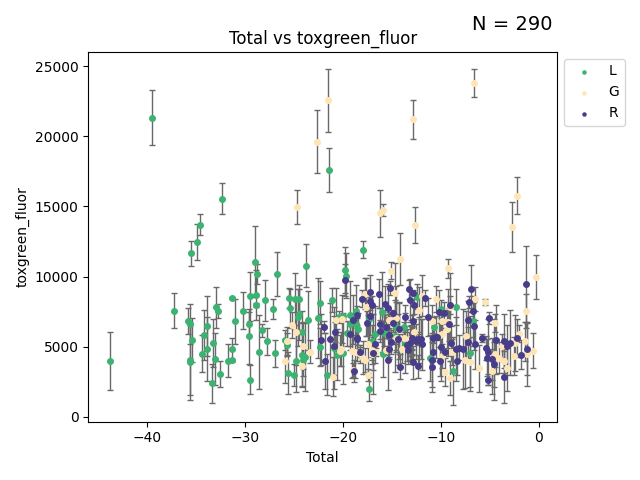 N = 290
Total vs toxgreen_fluor
25000
20000
15000
10000
5000
0
toxgreen_fluor
−40
−30
−20
−10
0
Total
L
G
R